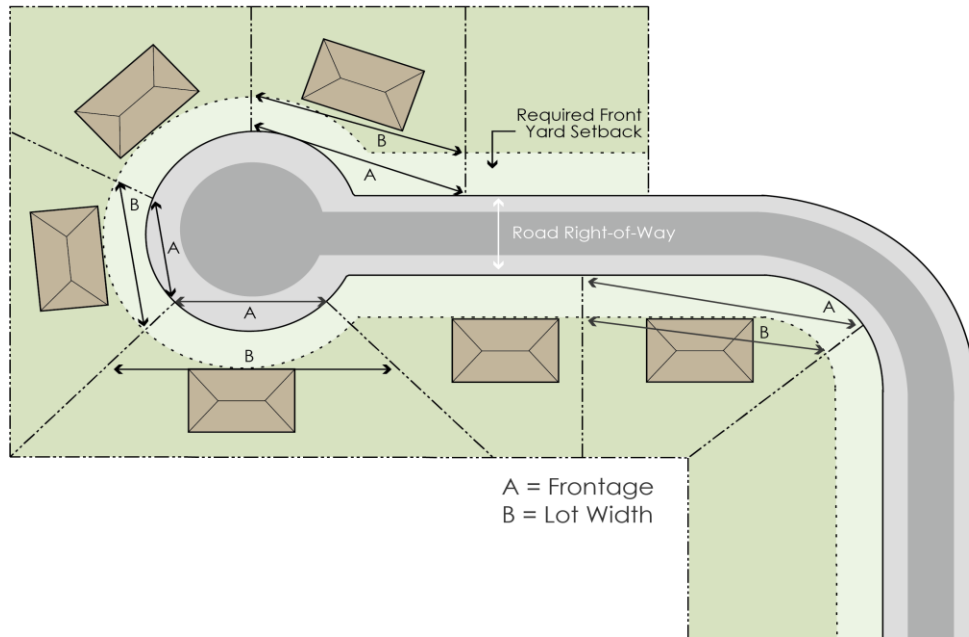 Required Front
Yard Setback
B
A
B
A
Road Right-of-Way
A
A
B
B
A = Frontage
B = Lot Width